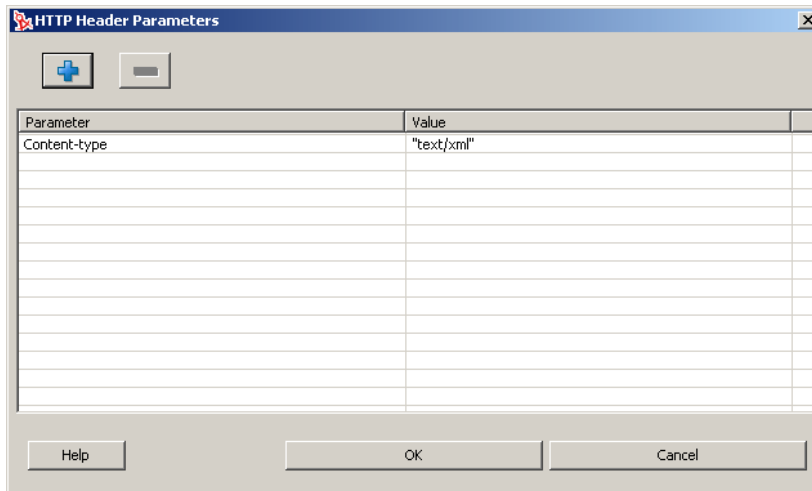 HTTP Header Parameters
Parameter Value
Content-type "text/xml"
Help OK Cancel